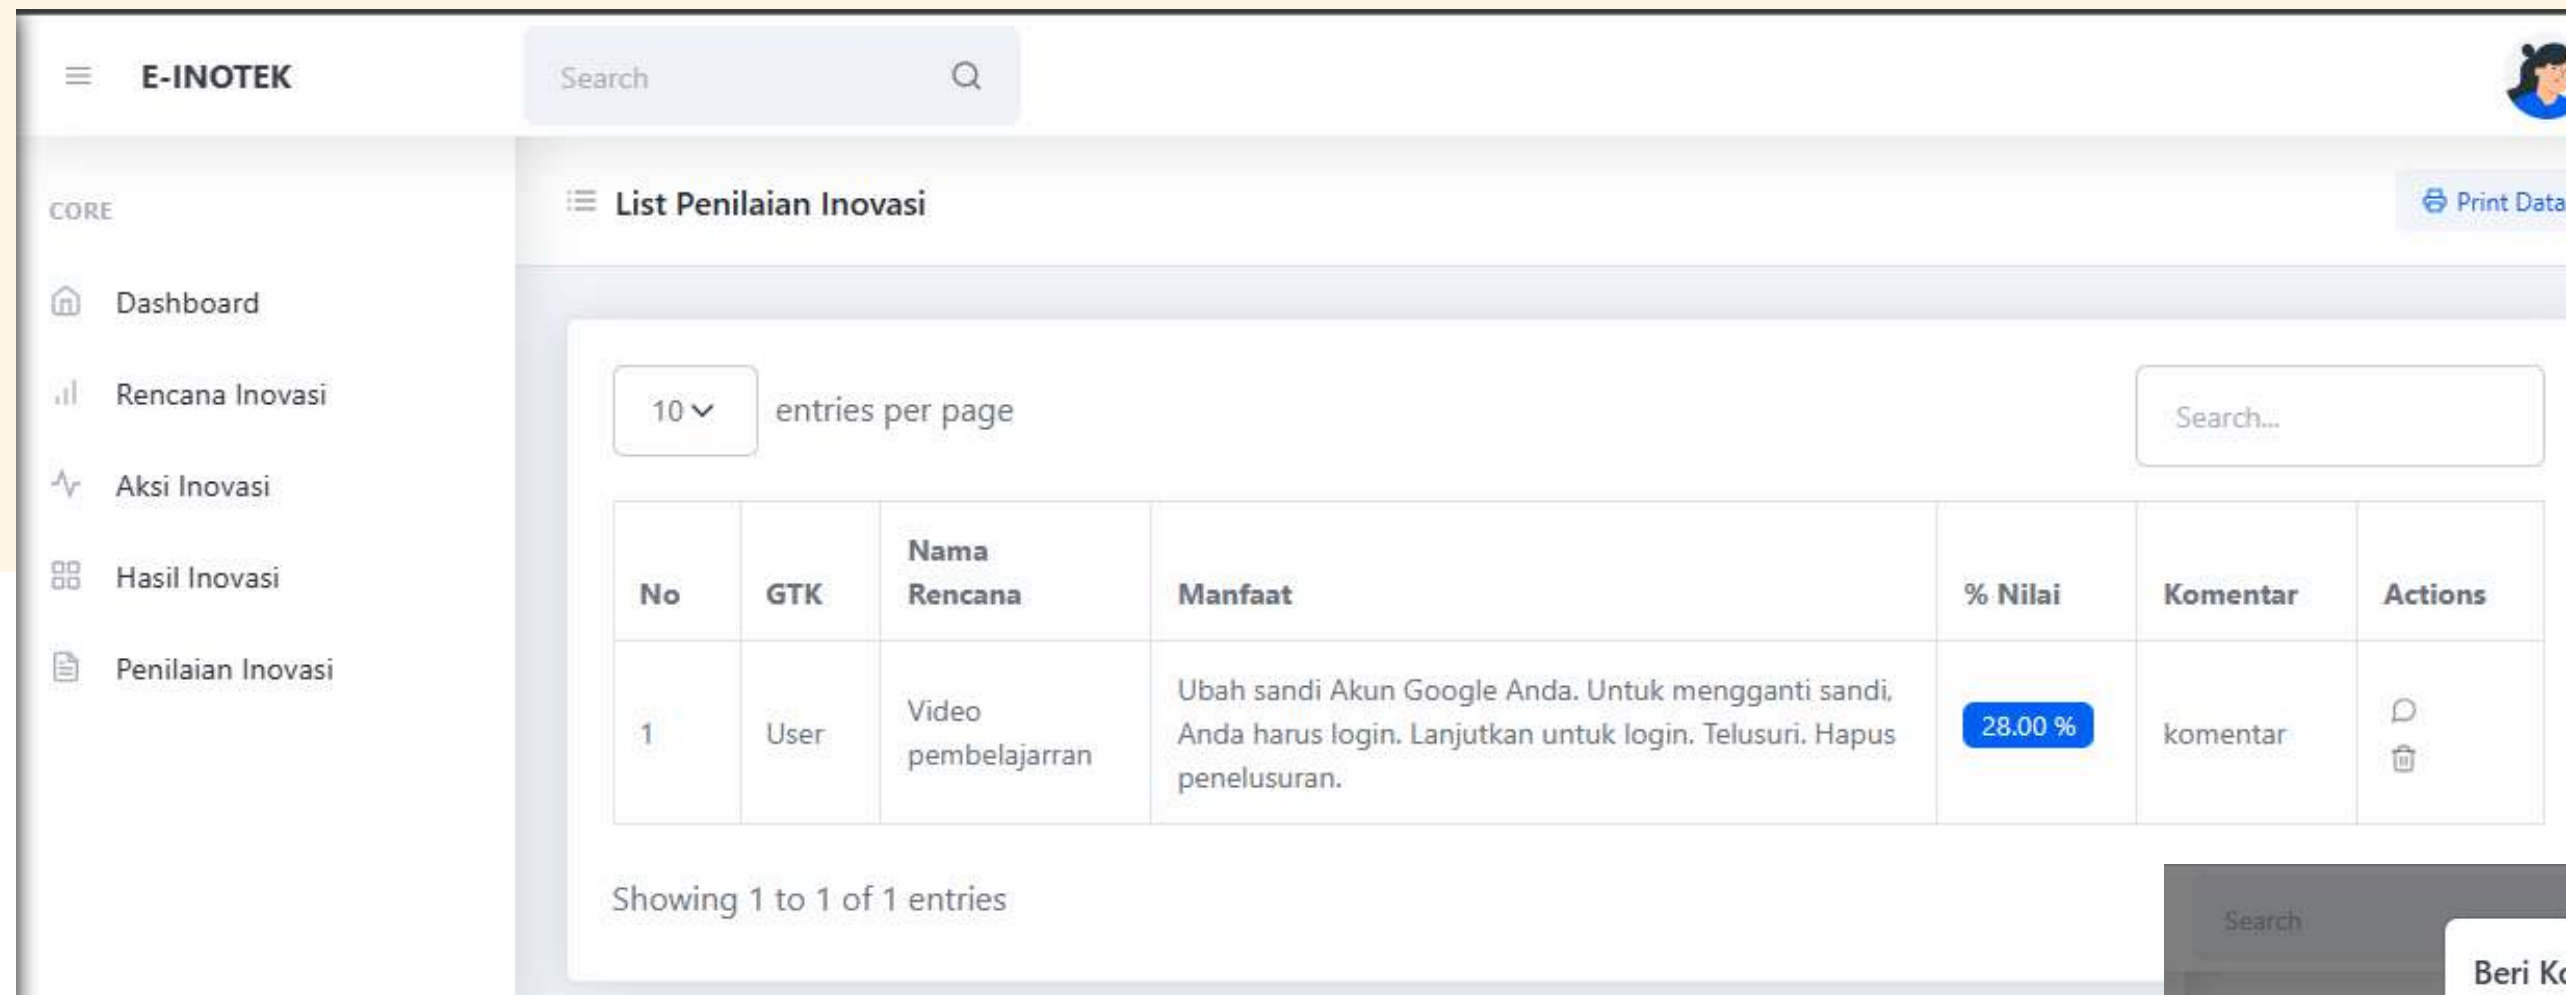 E-INOTEK
Search
CORE
Dashboard
Rencana Inovasi
Aksi Inovasi
Hasil Inovasi
Penilaian Inovasi
List Penilaian Inovasi
Print Data
10 entries per page
Search...
No GTK Nama Rencana Manfaat % Nilai Komentar Actions
1 User Video pembelajarran
Ubah sandi Akun Google Anda. Untuk mengganti sandi,
Anda harus login. Lanjutkan untuk login. Telusuri. Hapus
penelusuran.
28.00 % komentar
Showing 1 to 1 of 1 entries
Search
Beri